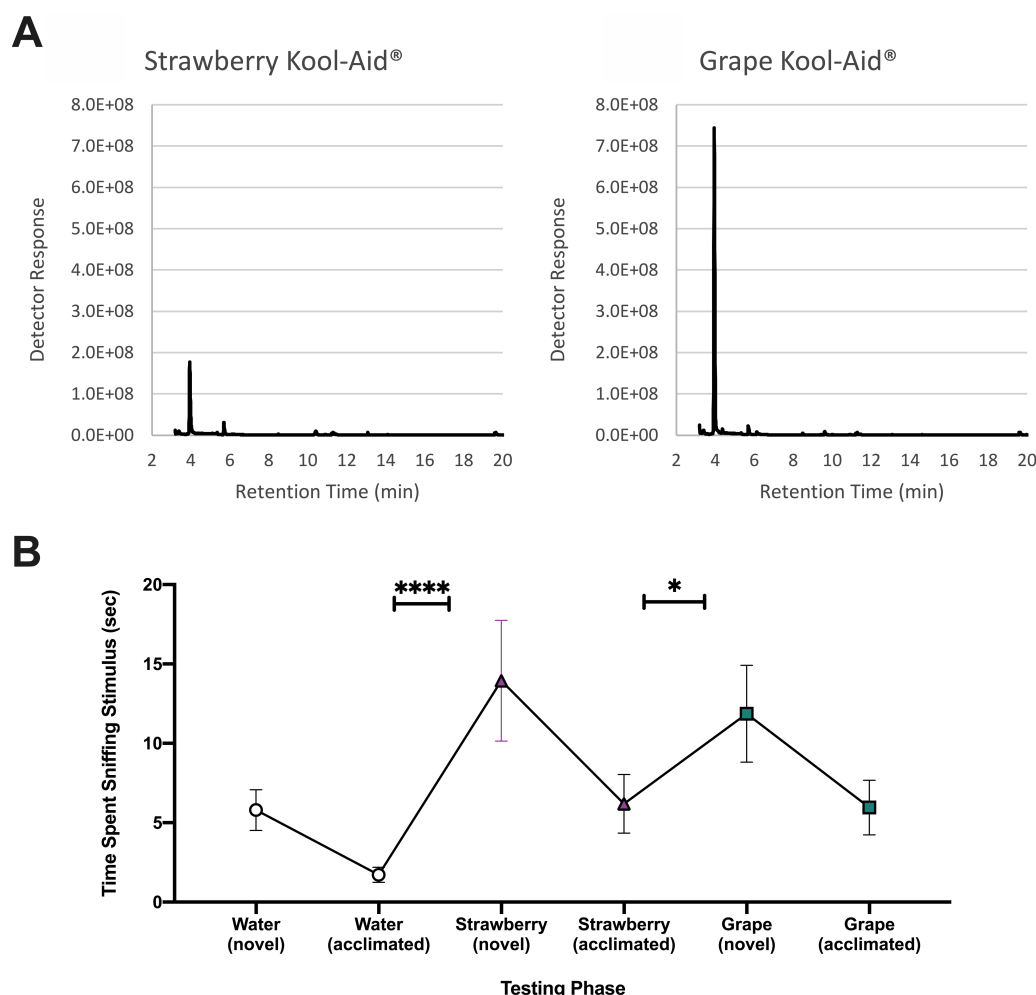 A
Strawberry Kool-Aid®
Grape Kool-Aid®
8.0E+08
7.0E+08
6.0E+08
5.0E+08
4.0E+08
3.0E+08
2.0E+08
1.0E+08
0.0E+00
Detector Response
2 4 6 8 10 12 14 16 18 20
Retention Time (min)
8.0E+08
7.0E+08
6.0E+08
5.0E+08
4.0E+08
3.0E+08
2.0E+08
1.0E+08
0.0E+00
Detector Response
2 4 6 8 10 12 14 16 18 20
Retention Time (min)
B
20
15
10
5
0
Time Spent Sniffing Stimulus (sec)
****
*
Water
(novel)
Water
(acclimated)
Strawberry
(novel)
Strawberry
(acclimated)
Grape
(novel)
Grape
(acclimated)
Testing Phase